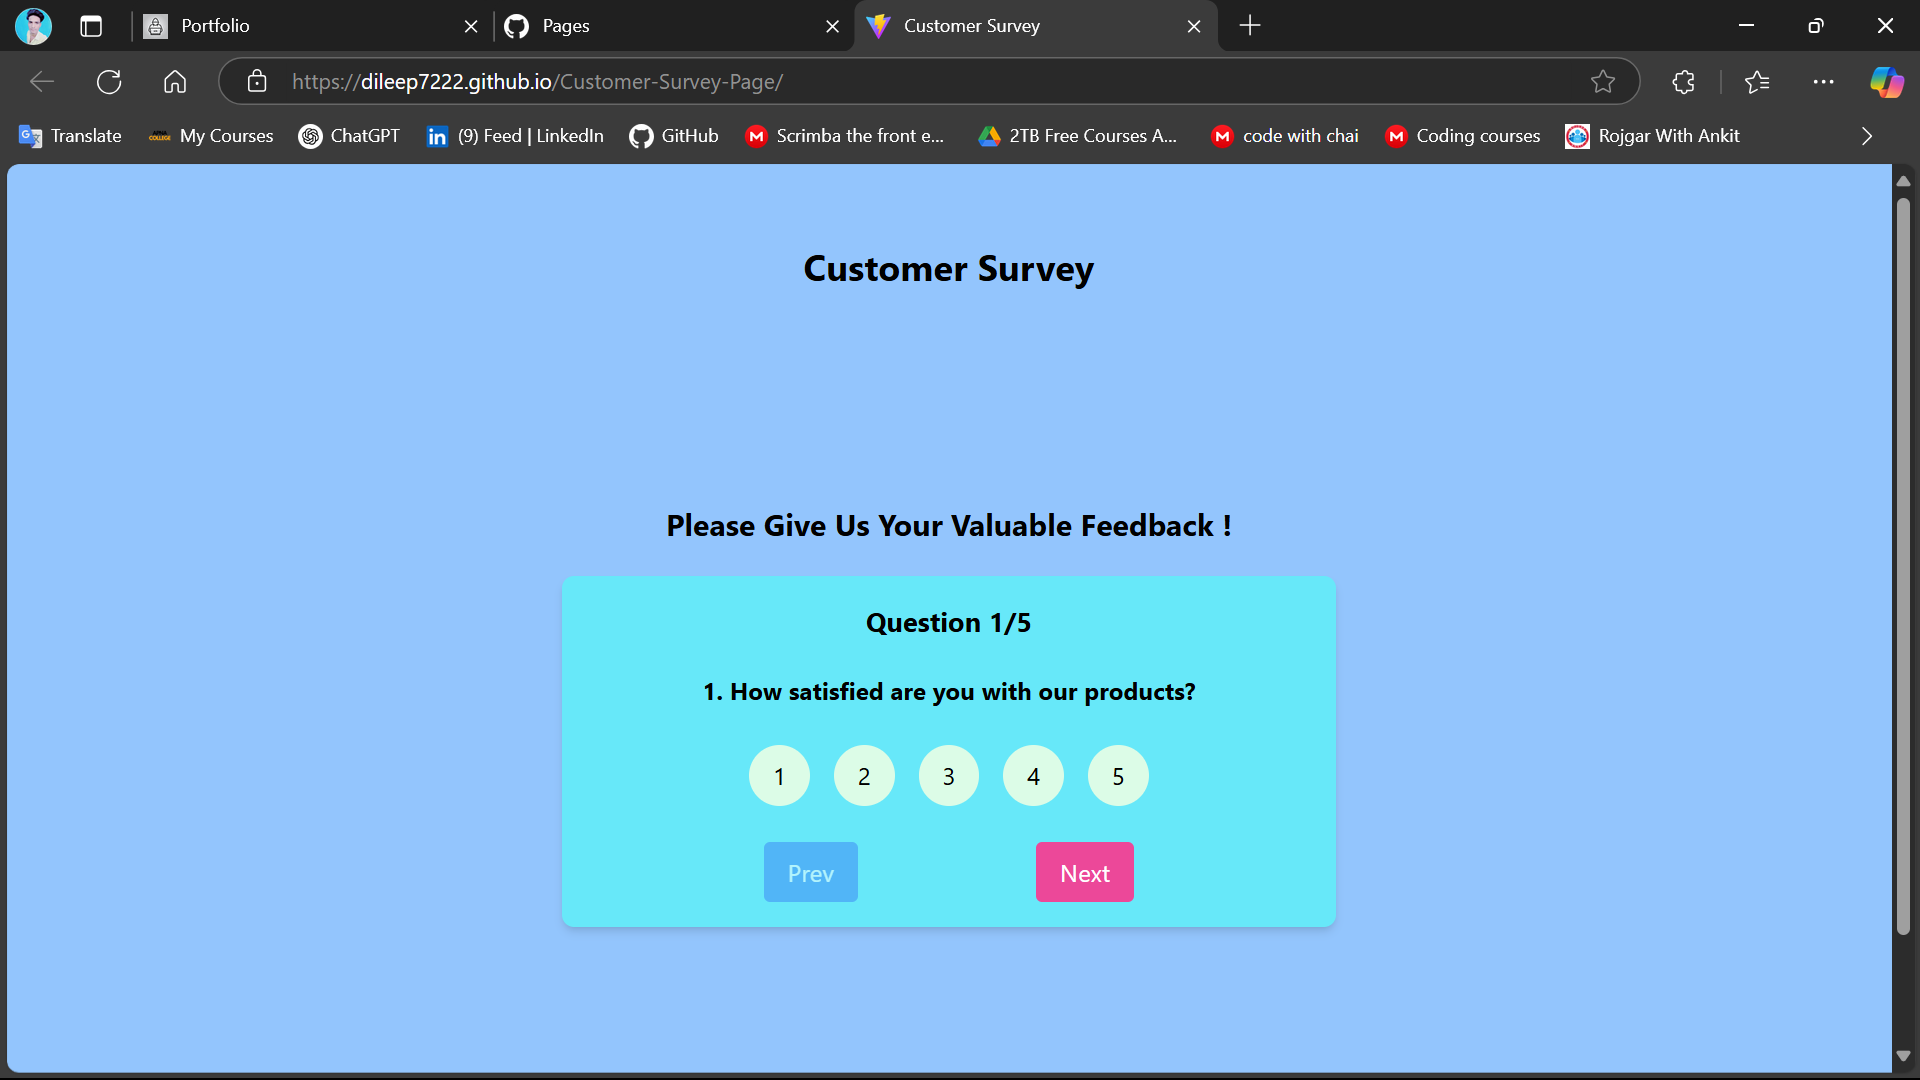 Portfolio
Pages
Customer Survey
https://dileep7222.github.io/Customer-Survey-Page/
Translate
My Courses
ChatGPT
(9) Feed | LinkedIn
GitHub
Scrimba the front e...
2TB Free Courses A...
code with chai
Coding courses
Rojgar With Ankit
Customer Survey
Please Give Us Your Valuable Feedback !
Question 1/5
1. How satisfied are you with our products?
1 2 3 4 5
Prev Next